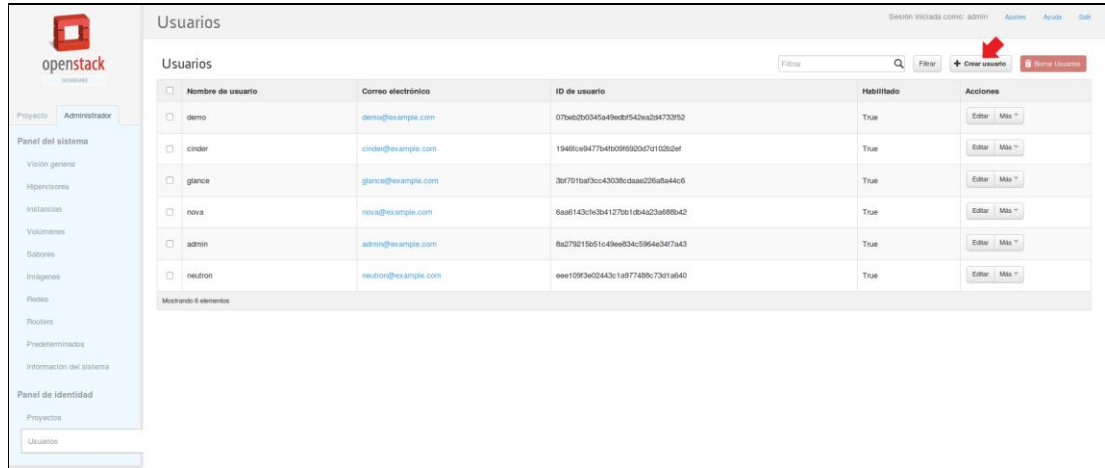 Usuarios
Sesión iniciada como: admin Ajustes Ayuda Salir
openstack
DASHBOARD
Proyecto Administrador
Panel del sistema
Visión general
Hipervisores
Instancias
Volúmenes
Sabores
Imágenes
Redes
Routers
Predeterminados
Información del sistema
Panel de identidad
Proyectos
Usuarios
Usuarios
Filtrar Filtrar + Crear usuario Borrar Usuarios
Nombre de usuario Correo electrónico ID de usuario Habilitado Acciones
demo demo@example.com 07beb2b0345a49edbf542ea2d4733f52 True Editar Más
cinder cinder@example.com 1946fce9477b4fb09f6920d7d102b2ef True Editar Más
glance glance@example.com 3bf701baf3cc43038cdaae226a8a44c6 True Editar Más
nova nova@example.com 6aa6143cfe3b4127bb1db4a23a688b42 True Editar Más
admin admin@example.com 8a279215b51c49ee834c5964e34f7a43 True Editar Más
neutron neutron@example.com eee109f3e02443c1a977488c73d1a640 True Editar Más
Mostrando 6 elementos